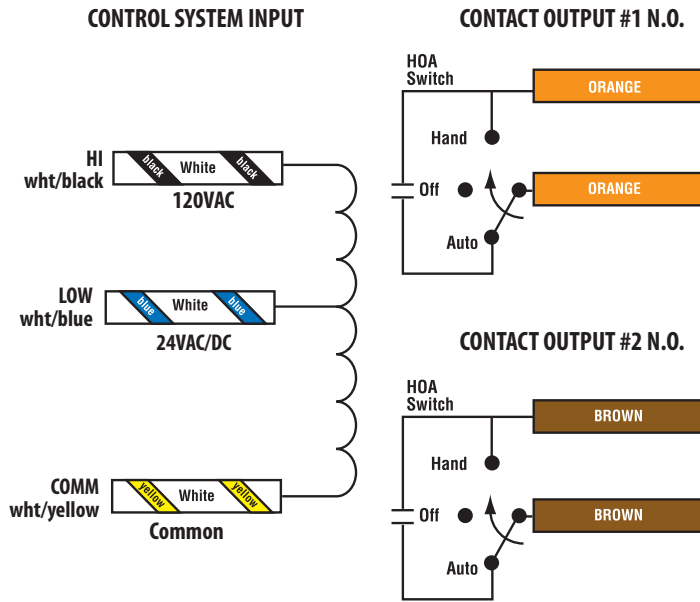 CONTROL SYSTEM INPUT
HI
wht/black
black White black
120VAC
LOW
wht/blue
blue White blue
24VAC/DC
COMM
wht/yellow
yellow White yellow
Common
CONTACT OUTPUT #1 N.O.
HOA
Switch
ORANGE
Hand
Off
ORANGE
Auto
CONTACT OUTPUT #2 N.O.
HOA
Switch
BROWN
Hand
Off
BROWN
Auto